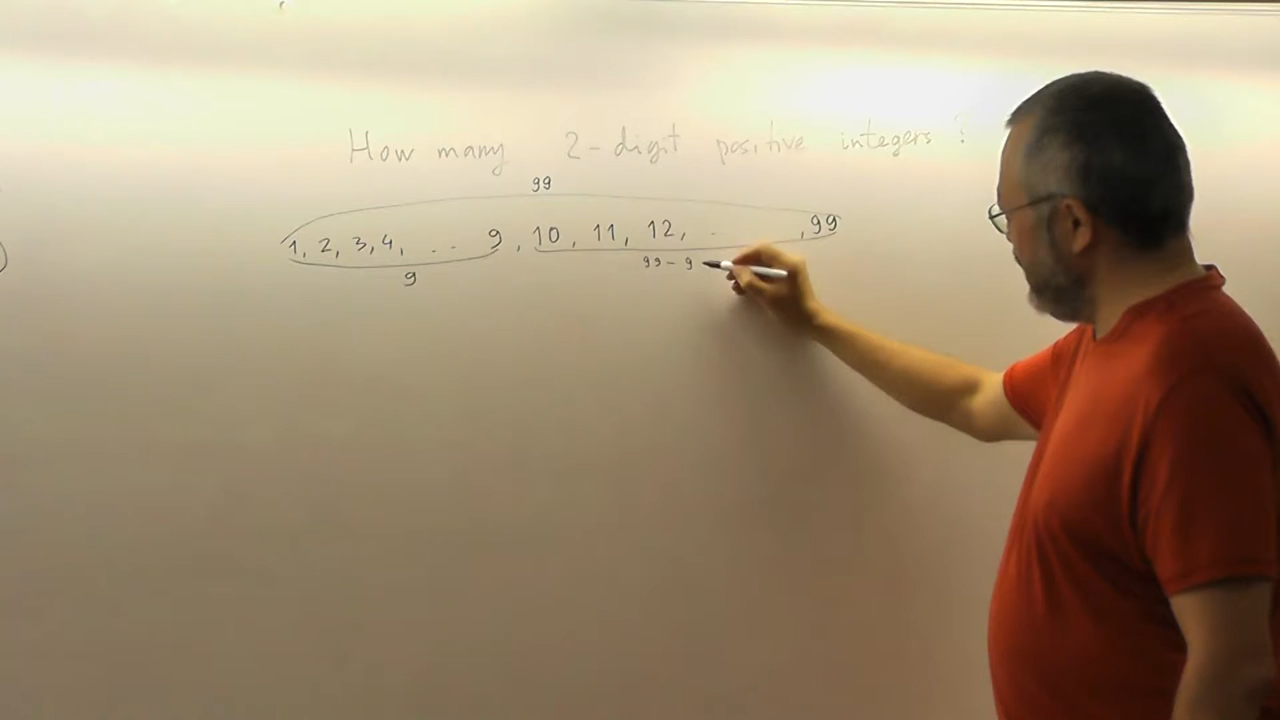 How many 2-digit positive integers?
99
1, 2, 3, 4, . . . 9, 10, 11, 12, . , 99
9
99 - 9